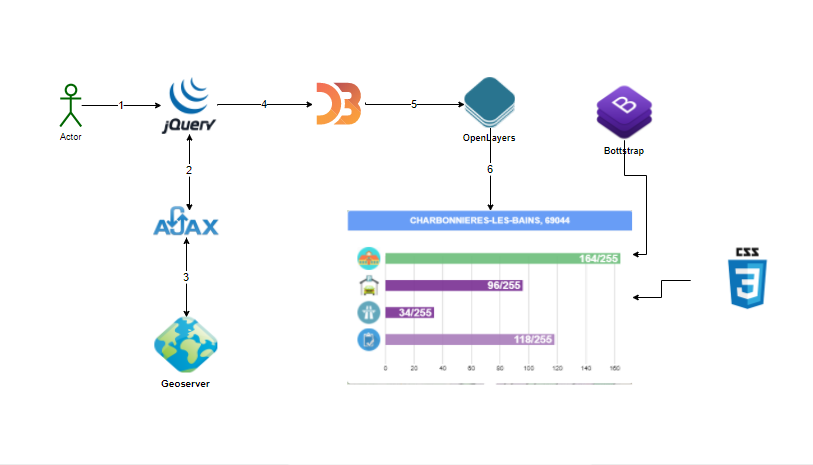 Actor
1
jQuery
4
D3
5
OpenLayers
B
Bottstrap
2
6
AJAX
CHARBONNIERES-LES-BAINS, 69044
164/255
96/255
34/255
118/255
0 20 40 60 80 100 120 140 160
CSS
3
3
Geoserver